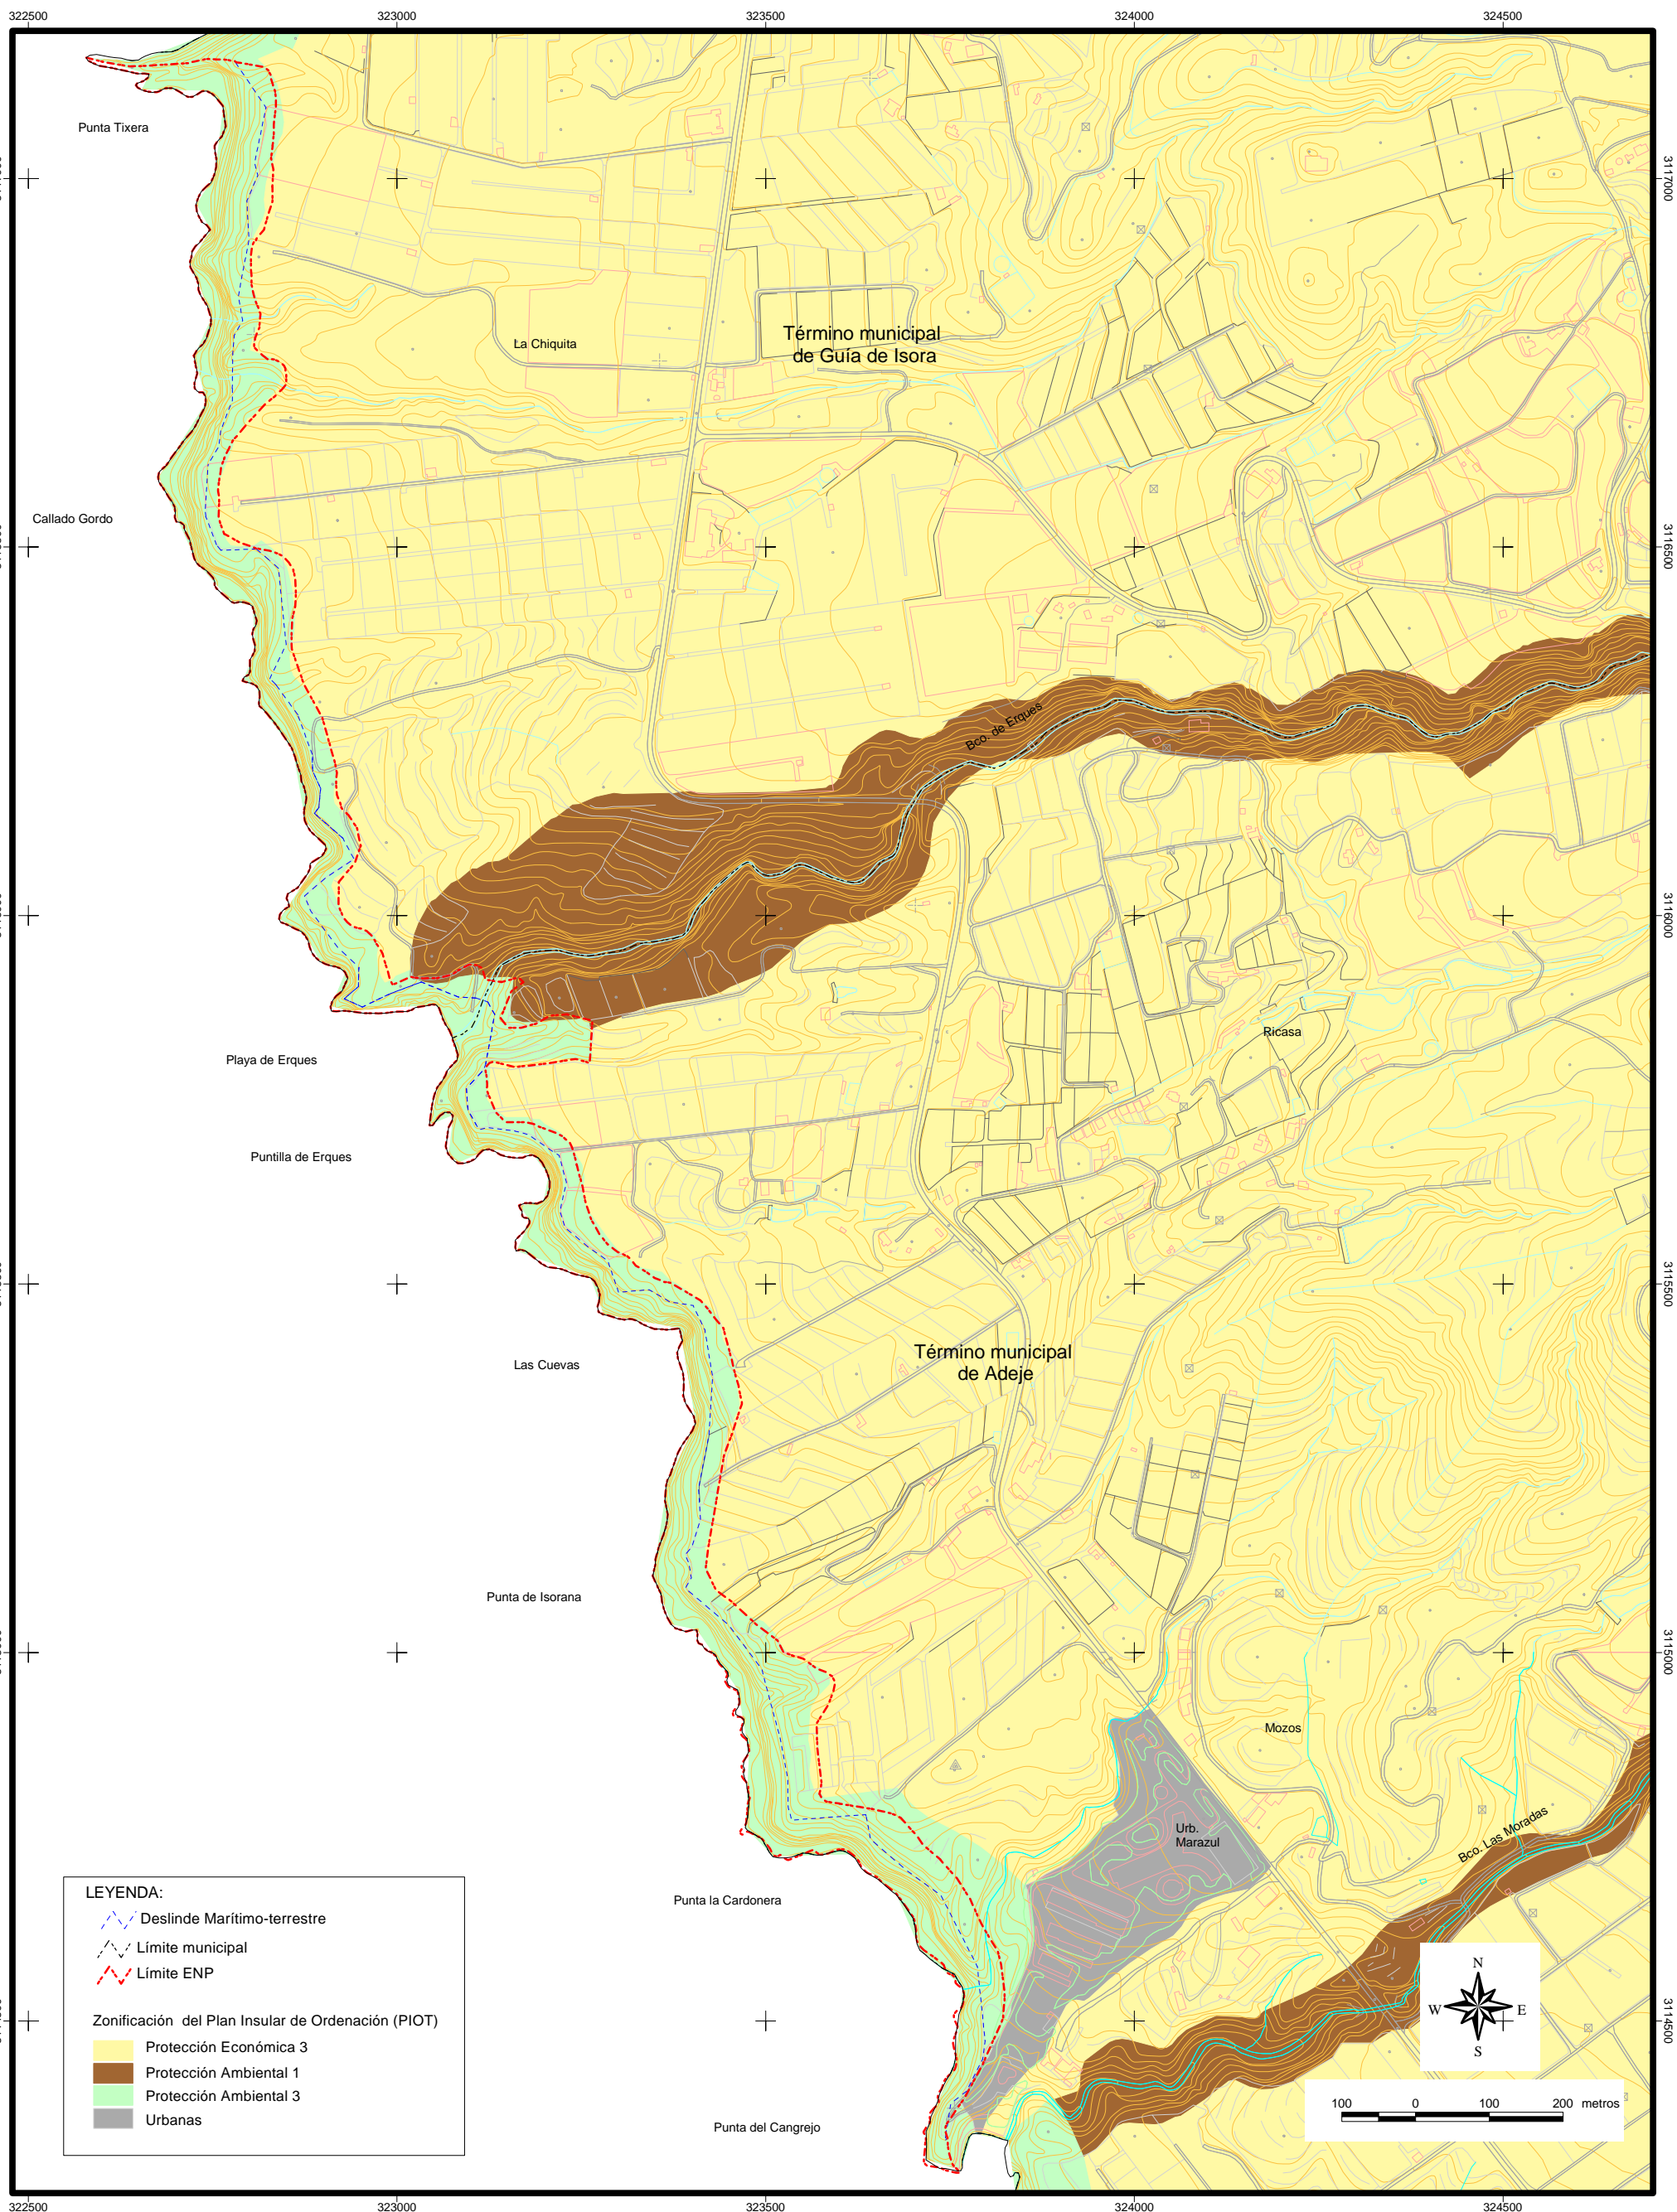 322500 323000 323500 324000 324500
Punta Tixera
3117000
Término municipal
de Guía de Isora
La Chiquita
Callado Gordo
3116500
Bco. de Erques
3116000
Ricasa
Playa de Erques
Puntilla de Erques
3115500
Término municipal
de Adeje
Las Cuevas
Punta de Isorana
3115000
Mozos
Urb.
Marazul
Bco. Las Moradas
Punta la Cardonera
LEYENDA:
Deslinde Marítimo-terrestre
Límite municipal
Límite ENP
Zonificación del Plan Insular de Ordenación (PIOT)
Protección Económica 3
Protección Ambiental 1
Protección Ambiental 3
Urbanas
N
W E
S
3114500
100 0 100 200 metros
Punta del Cangrejo
322500 323000 323500 324000 324500